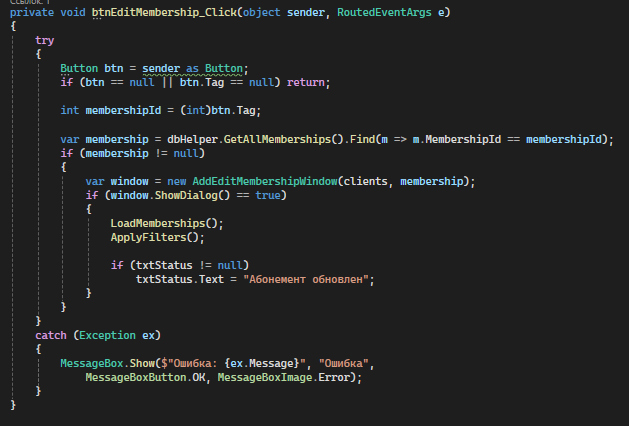 Ссылок: 1
private void btnEditMembership_Click(object sender, RoutedEventArgs e)
{
try
{
Button btn = sender as Button;
if (btn == null || btn.Tag == null) return;
int membershipId = (int)btn.Tag;
var membership = dbHelper.GetAllMemberships().Find(m => m.MembershipId == membershipId);
if (membership != null)
{
var window = new AddEditMembershipWindow(clients, membership);
if (window.ShowDialog() == true)
{
LoadMemberships();
ApplyFilters();
if (txtStatus != null)
txtStatus.Text = "Абонемент обновлен";
}
}
}
catch (Exception ex)
{
MessageBox.Show($"Ошибка: {ex.Message}", "Ошибка",
MessageBoxButton.OK, MessageBoxImage.Error);
}
}